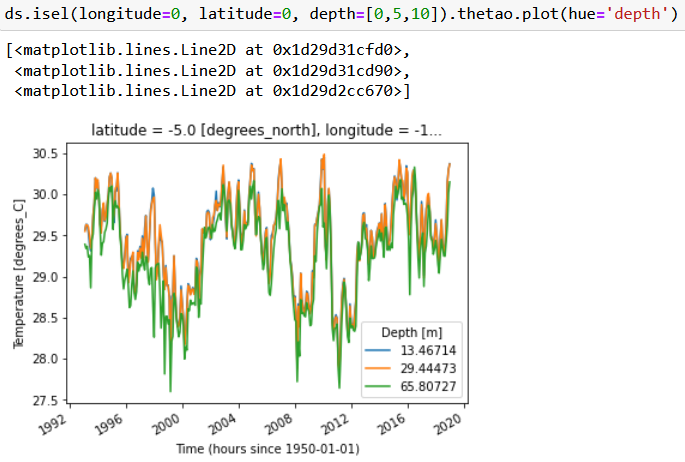 ds.isel(longitude=0, latitude=0, depth=[0,5,10]).thetao.plot(hue='depth')
[<matplotlib.lines.Line2D at 0x1d29d31cfd0>,
<matplotlib.lines.Line2D at 0x1d29d31cd90>,
<matplotlib.lines.Line2D at 0x1d29d2cc670>]
latitude = -5.0 [degrees_north], longitude = -1...
Temperature [degrees_C]
30.5
30.0
29.5
29.0
28.5
28.0
27.5
Depth [m]
13.46714
29.44473
65.80727
1992
1996
2000
2004
2008
2012
2016
2020
Time (hours since 1950-01-01)